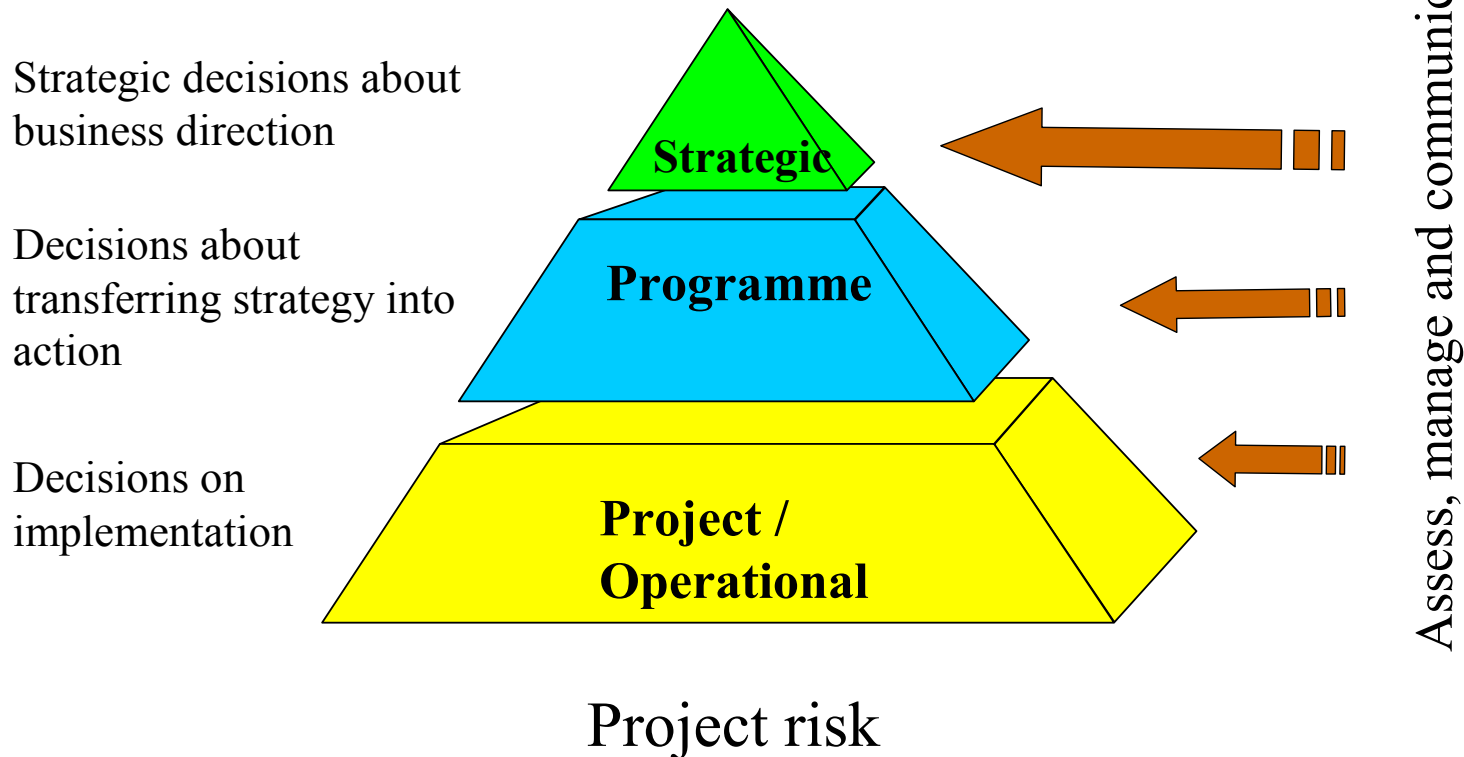 Strategic decisions about
business direction
Strategic
Decisions about
transferring strategy into
action
Programme
Decisions on
implementation
Project /
Operational
Assess, manage and
Project risk